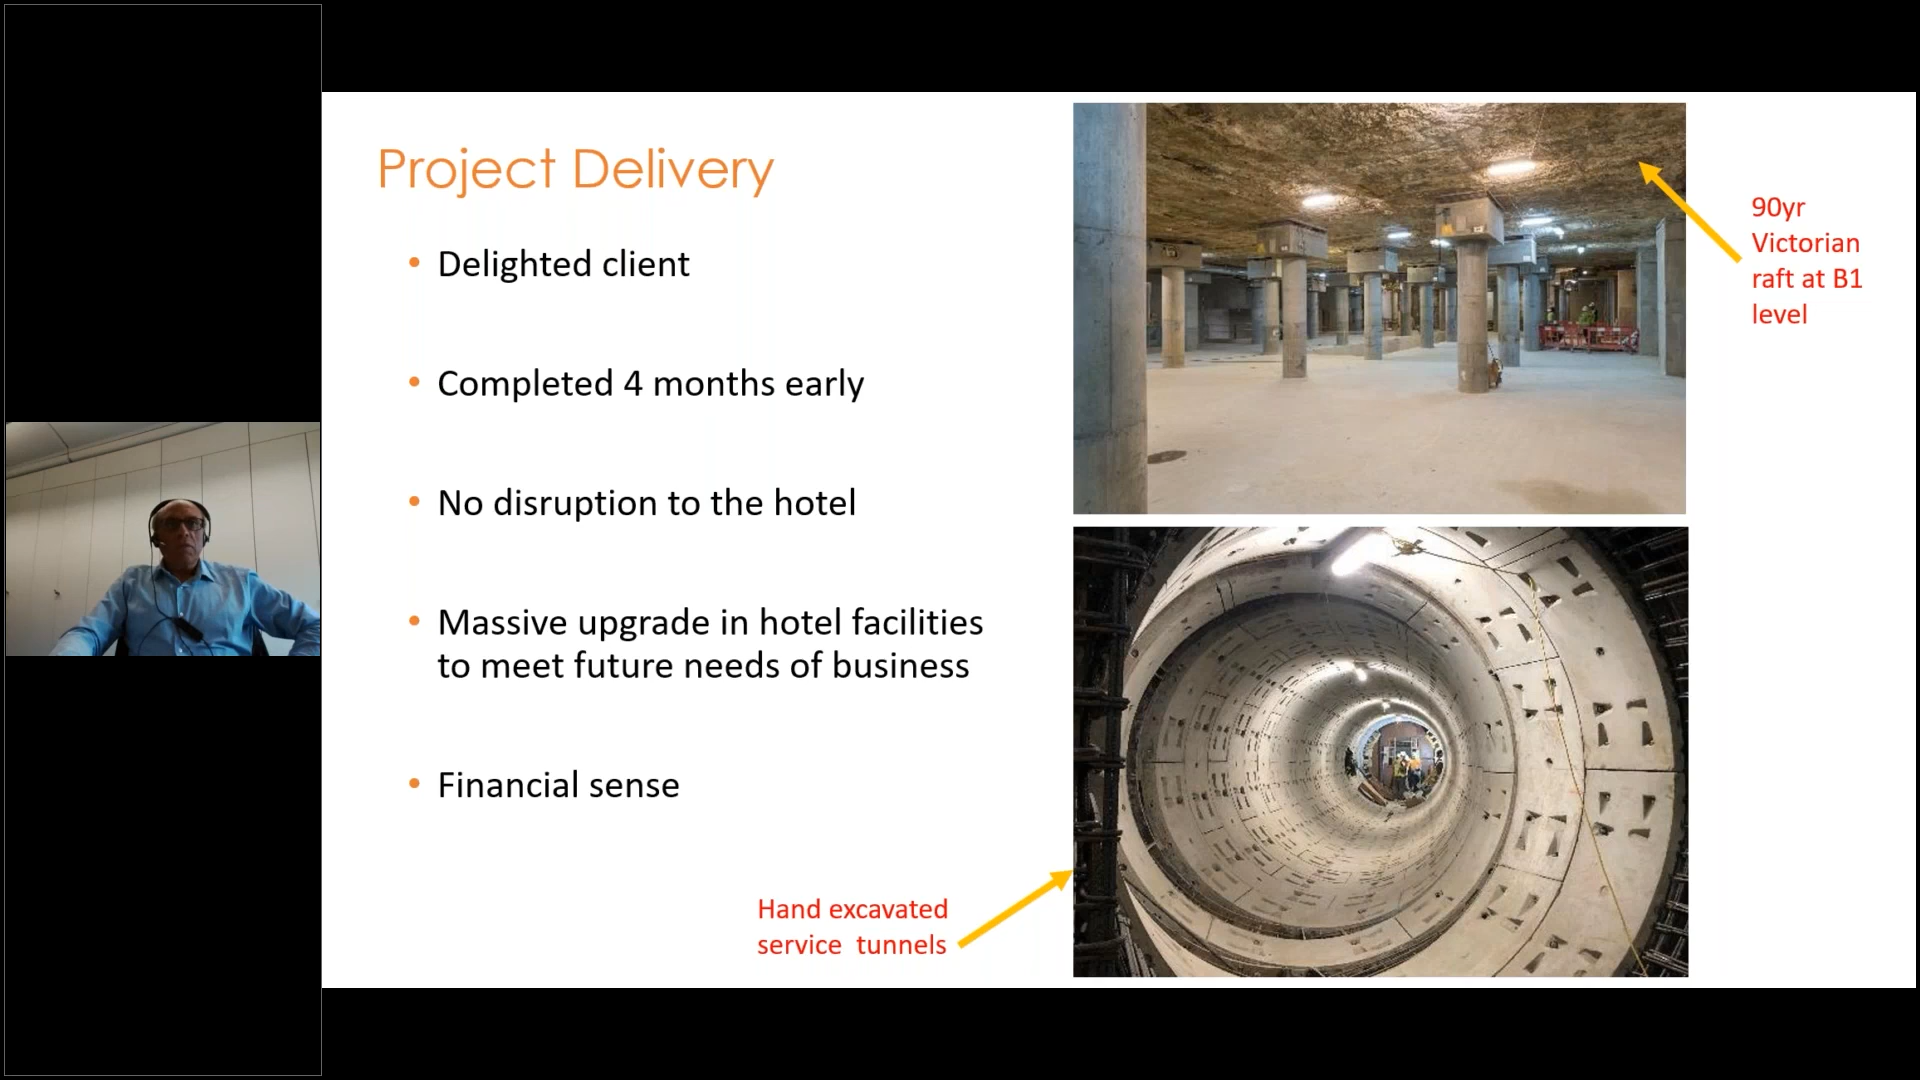 Project Delivery
• Delighted client
• Completed 4 months early
• No disruption to the hotel
• Massive upgrade in hotel facilities
to meet future needs of business
• Financial sense
Hand excavated
service tunnels
90yr
Victorian
raft at B1
level